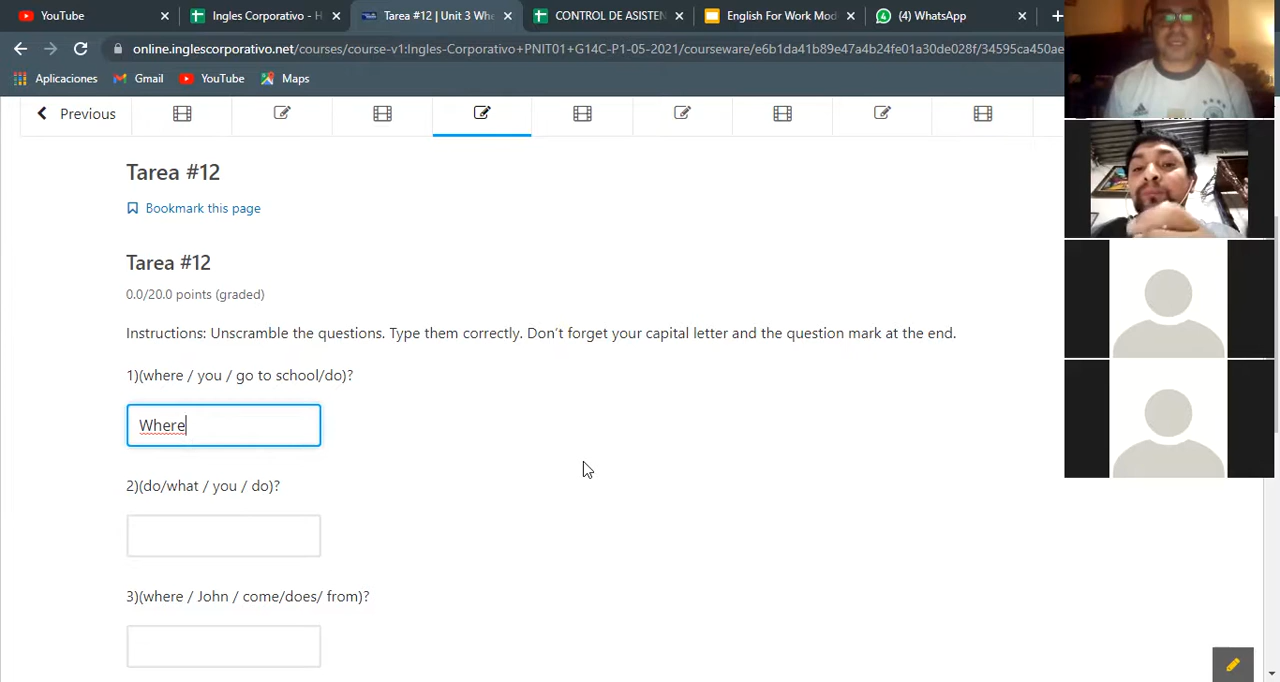 YouTube
Ingles Corporativo - H
Tarea #12 | Unit 3 Whe
CONTROL DE ASISTEN
English For Work Mod
(4) WhatsApp
online.inglescorporativo.net/courses/course-v1:Ingles-Corporativo+PNIT01+G14C-P1-05-2021/courseware/e6b1da41b89e47a4b24fe01a30de028f/34595ca450ae
Aplicaciones
Gmail
YouTube
Maps
Previous
Tarea #12
Bookmark this page
Tarea #12
0.0/20.0 points (graded)
Instructions: Unscramble the questions. Type them correctly. Don't forget your capital letter and the question mark at the end.
1)(where / you / go to school/do)?
Where
2)(do/what / you / do)?
3)(where / John / come/does/ from)?